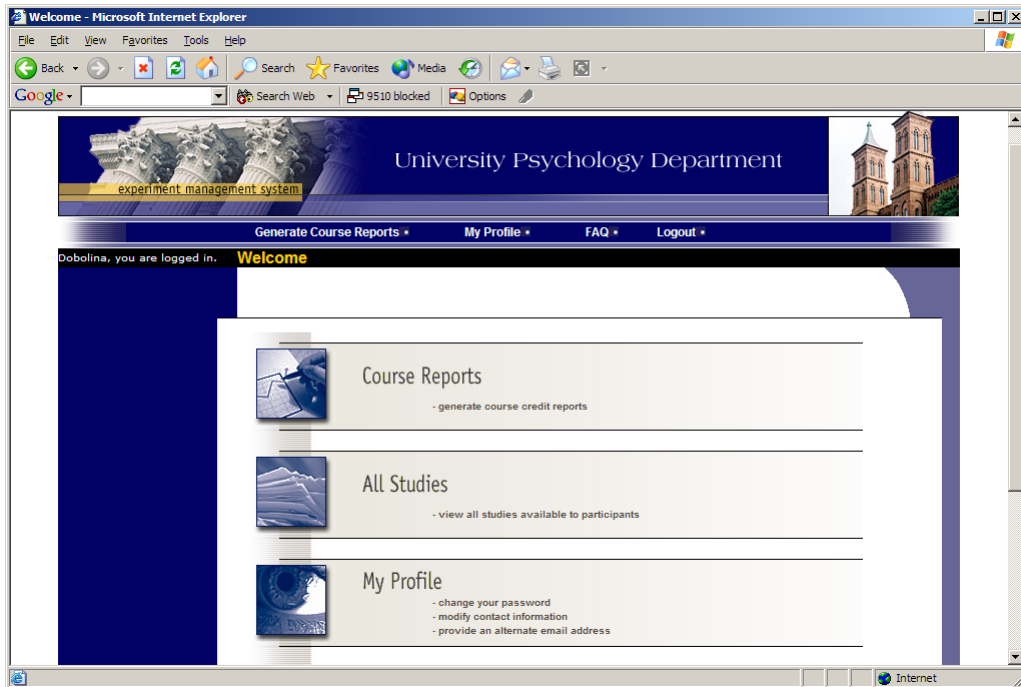 Welcome - Microsoft Internet Explorer
File Edit View Favorites Tools Help
Back Search Favorites Media
Google Search Web 9510 blocked Options
University Psychology Department
experiment management system
Generate Course Reports My Profile FAQ Logout
Dobolina, you are logged in. Welcome
Course Reports
- generate course credit reports
All Studies
- view all studies available to participants
My Profile
- change your password
- modify contact information
- provide an alternate email address
Internet